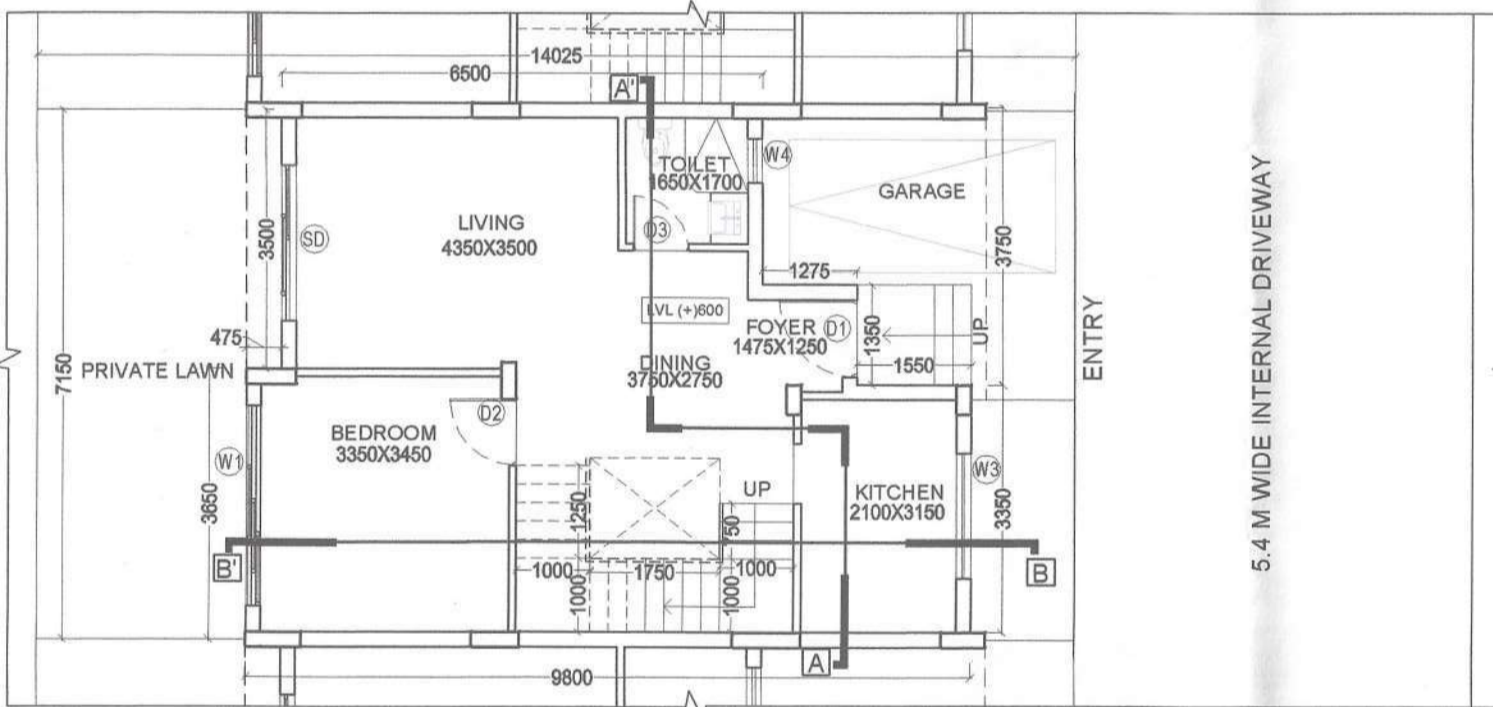 14025
6500
A'
TOILET
1650X1700
W4
GARAGE
LIVING
4350X3500
SD
3500
D3
3750
1275
LVL (+)600
FOYER
1475X1250
D1
1350
UP
1550
475
PRIVATE LAWN
7150
DINING
3750X2750
ENTRY
5.4 M WIDE INTERNAL DRIVEWAY
BEDROOM
3350X3450
D2
W1
3650
UP
KITCHEN
2100X3150
W3
3350
1250
750
B'
1000
1750
1000
B
1000
1000
A
9800